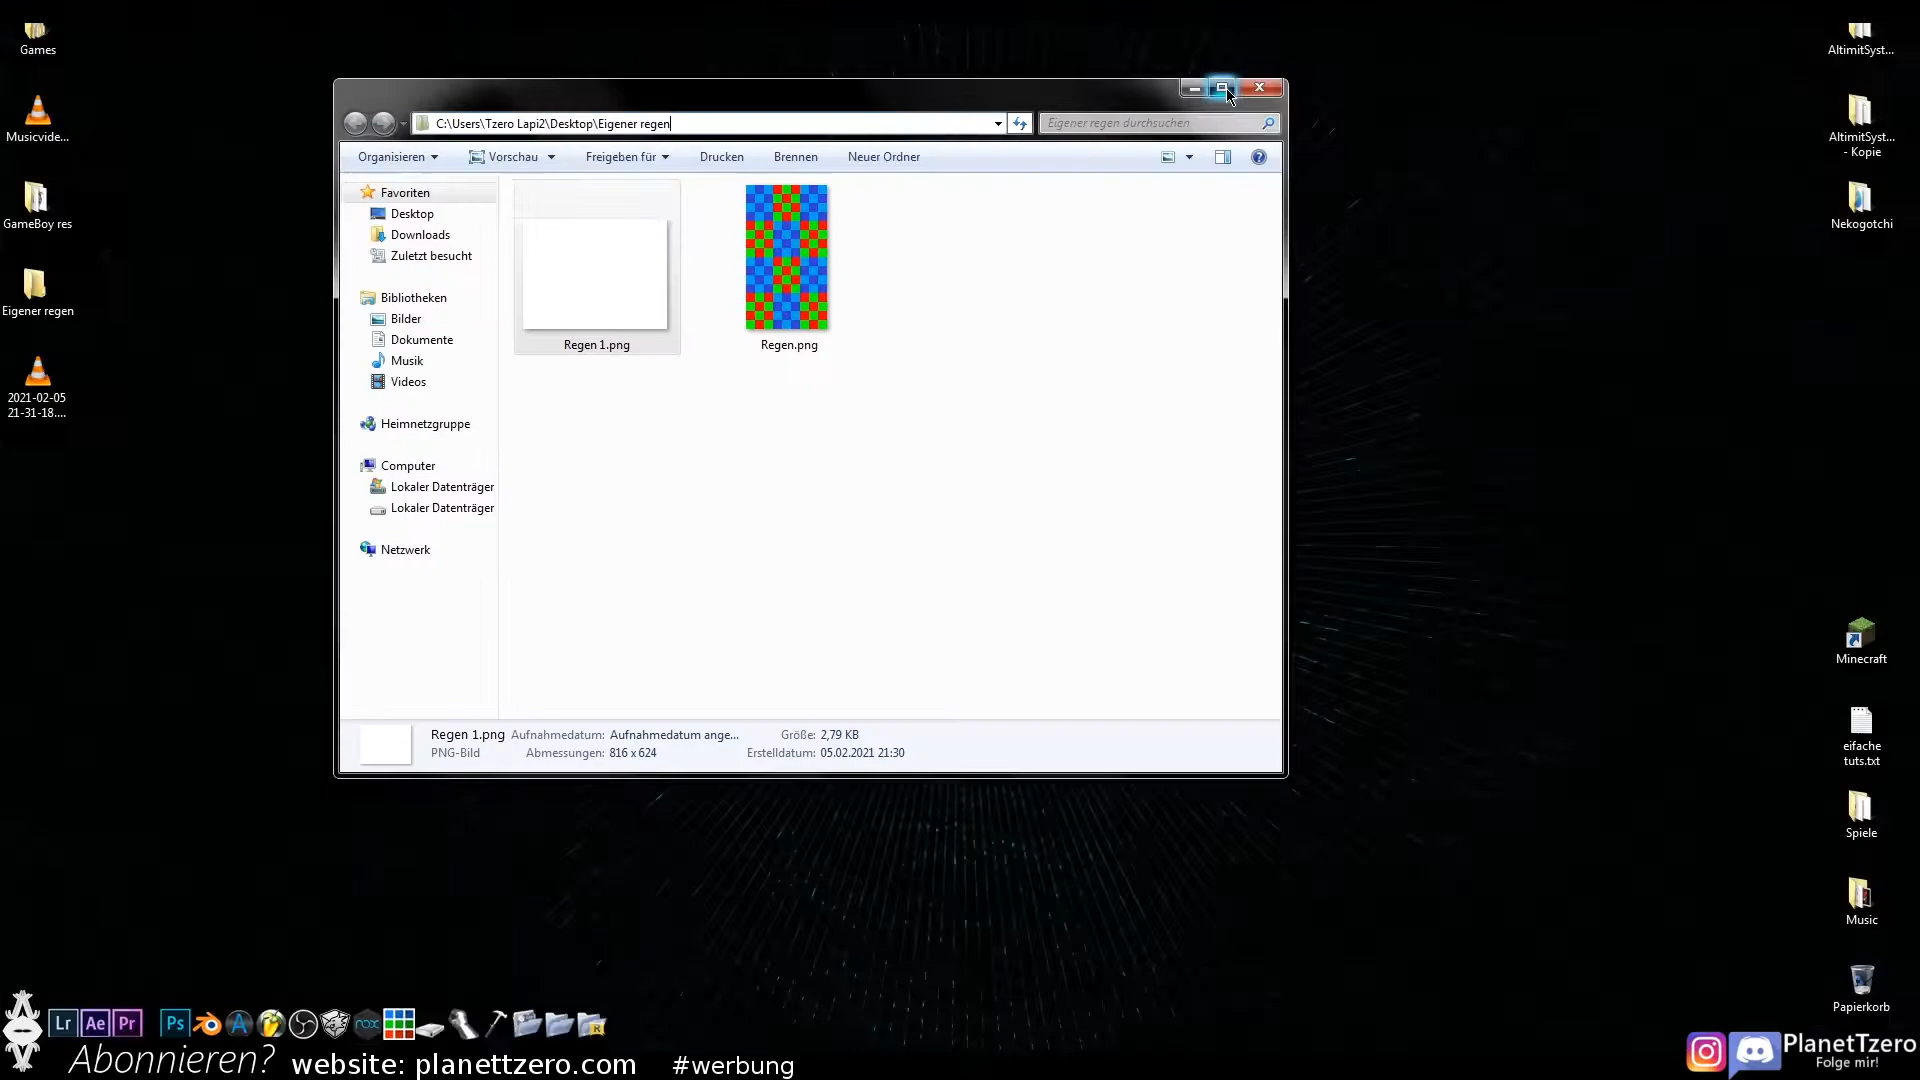 Games
Musicvide...
GameBoy res
Eigener regen
2021-02-05
21-31-18....
C:\Users\Tzero Lapi2\Desktop\Eigener regen
Eigener regen durchsuchen
Organisieren
Vorschau
Freigeben für
Drucken
Brennen
Neuer Ordner
Favoriten
Desktop
Downloads
Zuletzt besucht
Bibliotheken
Bilder
Dokumente
Musik
Videos
Heimnetzgruppe
Computer
Lokaler Datenträger
Lokaler Datenträger
Netzwerk
Regen 1.png
Regen.png
Regen 1.png Aufnahmedatum: Aufnahmedatum ange... Größe: 2,79 KB
PNG-Bild Abmessungen: 816 x 624 Erstelldatum: 05.02.2021 21:30
AltimitSyst...
AltimitSyst...
- Kopie
Nekogotchi
Minecraft
eifache
tuts.txt
Spiele
Music
Papierkorb
Lr Ae Pr Ps nox R
Abonnieren? website: planettzero.com #werbung
PlanetTzero
Folge mir!